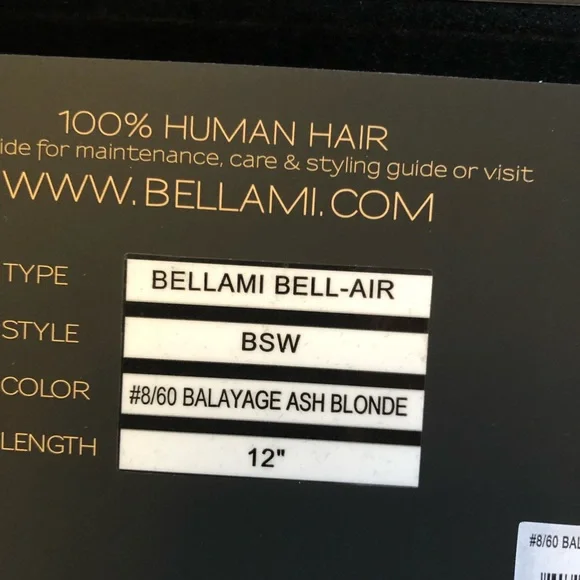 100% HUMAN HAIR
ide for maintenance, care & styling guide or visit
WWW.BELLAMI.COM
TYPE BELLAMI BELL-AIR
STYLE BSW
COLOR #8/60 BALAYAGE ASH BLONDE
LENGTH 12"
#8/60 BAL